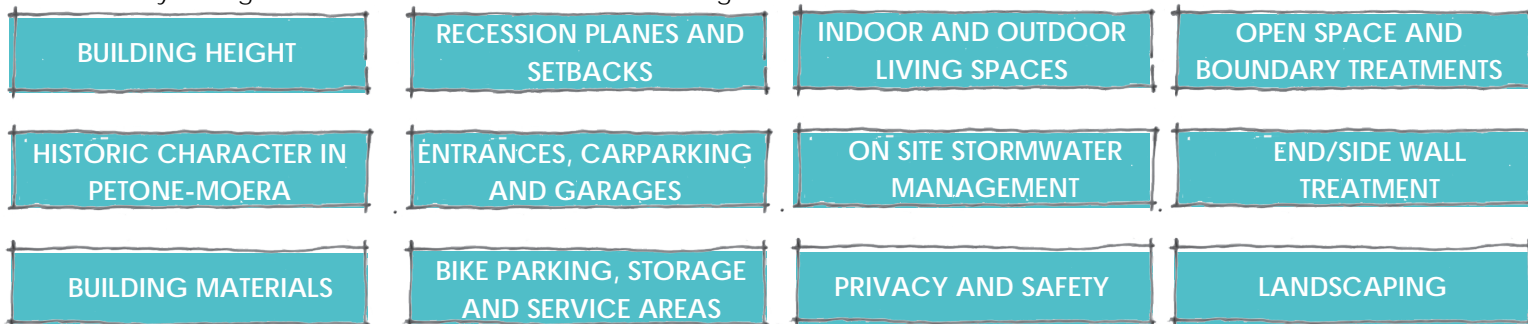 BUILDING HEIGHT
RECESSION PLANES AND
SETBACKS
INDOOR AND OUTDOOR
LIVING SPACES
OPEN SPACE AND
BOUNDARY TREATMENTS
HISTORIC CHARACTER IN
PETONE-MOERA
ENTRANCES, CARPARKING
AND GARAGES
ON SITE STORMWATER
MANAGEMENT
END/SIDE WALL
TREATMENT
BUILDING MATERIALS
BIKE PARKING, STORAGE
AND SERVICE AREAS
PRIVACY AND SAFETY
LANDSCAPING